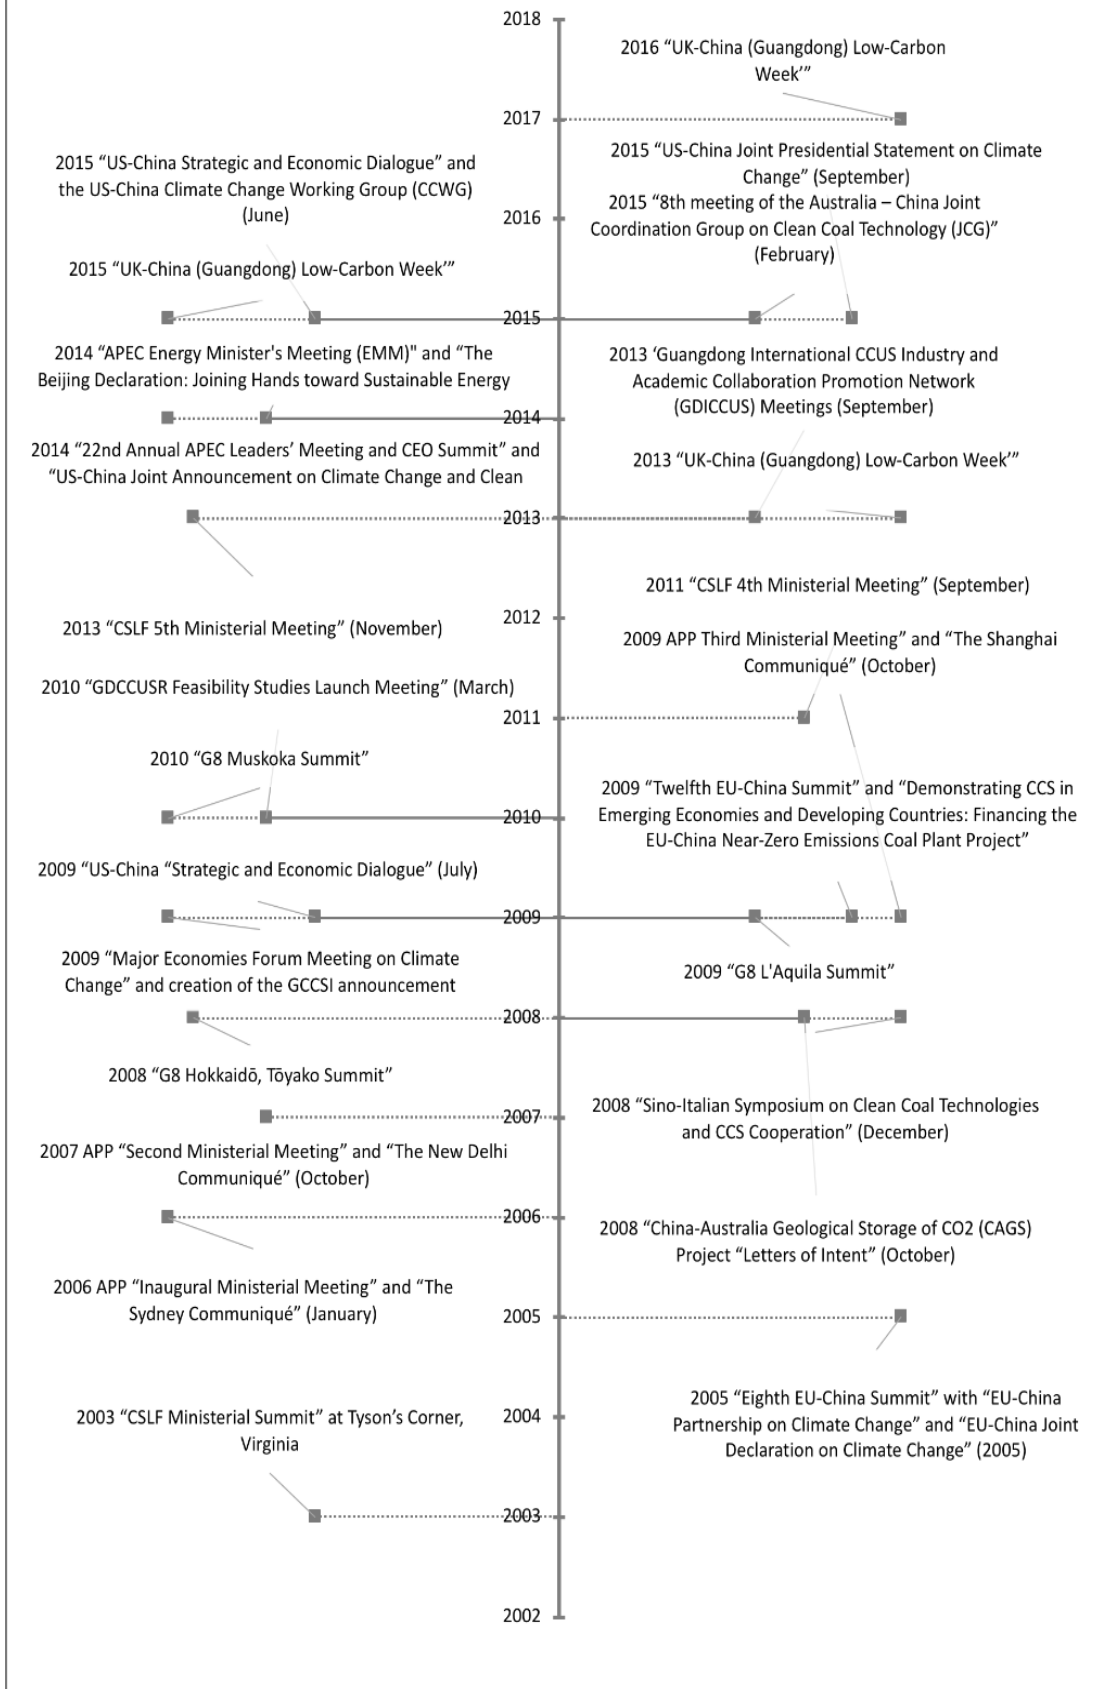 2018
2016 “UK-China (Guangdong) Low-Carbon
Week’”
2017
2015 “US-China Joint Presidential Statement on Climate
Change” (September)
2015 “US-China Strategic and Economic Dialogue” and
the US-China Climate Change Working Group (CCWG)
(June)
2015 “8th meeting of the Australia – China Joint
Coordination Group on Clean Coal Technology (JCG)”
(February)
2016
2015 “UK-China (Guangdong) Low-Carbon Week’”
2015
2014 “APEC Energy Minister's Meeting (EMM)" and “The
Beijing Declaration: Joining Hands toward Sustainable Energy
2013 ‘Guangdong International CCUS Industry and
Academic Collaboration Promotion Network
(GDICCUS) Meetings (September)
2014
2014 “22nd Annual APEC Leaders’ Meeting and CEO Summit” and
“US-China Joint Announcement on Climate Change and Clean
2013 “UK-China (Guangdong) Low-Carbon Week’”
2013
2011 “CSLF 4th Ministerial Meeting” (September)
2012
2013 “CSLF 5th Ministerial Meeting” (November)
2009 APP Third Ministerial Meeting” and “The Shanghai
Communiqué” (October)
2010 “GDCCUSR Feasibility Studies Launch Meeting” (March)
2011
2010 “G8 Muskoka Summit”
2009 “Twelfth EU-China Summit” and “Demonstrating CCS in
Emerging Economies and Developing Countries: Financing the
EU-China Near-Zero Emissions Coal Plant Project”
2010
2009 “US-China “Strategic and Economic Dialogue” (July)
2009
2009 “Major Economies Forum Meeting on Climate
Change” and creation of the GCCSI announcement
2009 “G8 L'Aquila Summit”
2008
2008 “G8 Hokkaidō, Tōyako Summit”
2008 “Sino-Italian Symposium on Clean Coal Technologies
and CCS Cooperation” (December)
2007
2007 APP “Second Ministerial Meeting” and “The New Delhi
Communiqué” (October)
2006
2008 “China-Australia Geological Storage of CO2 (CAGS)
Project “Letters of Intent” (October)
2006 APP “Inaugural Ministerial Meeting” and “The
Sydney Communiqué” (January)
2005
2005 “Eighth EU-China Summit” with “EU-China
Partnership on Climate Change” and “EU-China Joint
Declaration on Climate Change” (2005)
2003 “CSLF Ministerial Summit” at Tyson’s Corner,
Virginia
2004
2003
2002